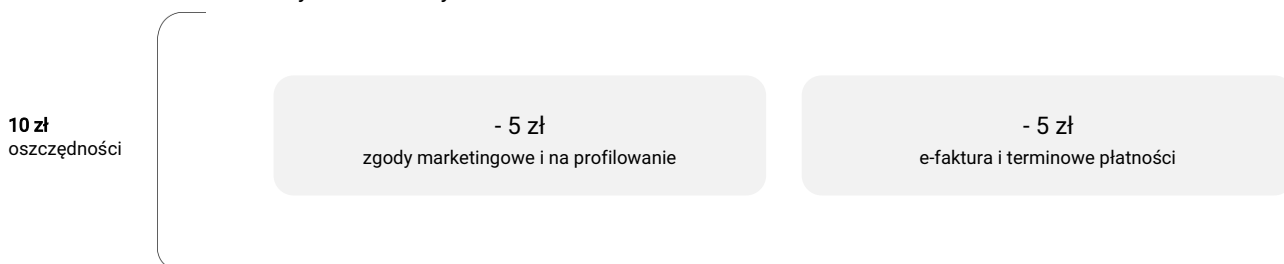 10 zł
oszczędności
- 5 zł
zgody marketingowe i na profilowanie
- 5 zł
e-faktura i terminowe płatności